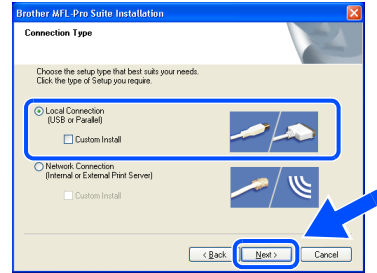 Brother MFL-Pro Suite Installation
Connection Type
Choose the setup type that best suits your needs.
Click the type of Setup you require.
Local Connection
(USB or Parallel)
Custom Install
Network Connection
(Internal or External Print Server)
Custom Install
< Back
Next >
Cancel